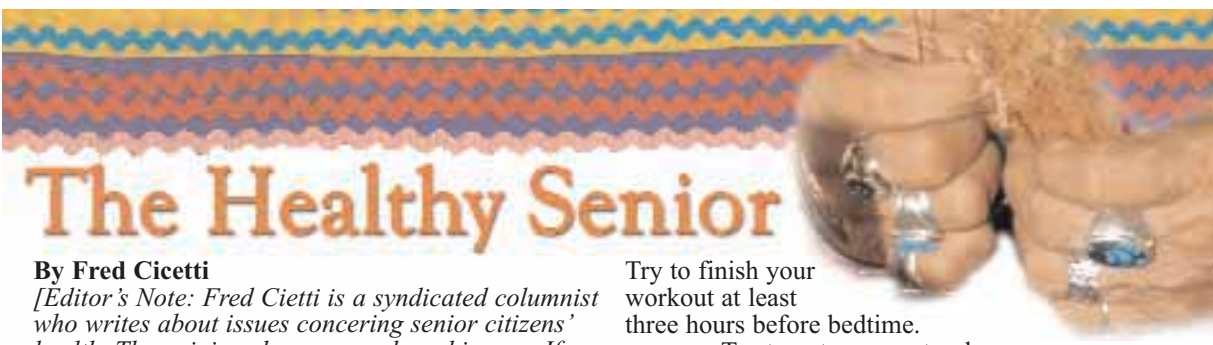 The Healthy Senior
By Fred Cicetti
[Editor's Note: Fred Cietti is a syndicated columnist
who writes about issues concering senior citizens'
Try to finish your
workout at least
three hours before bedtime.